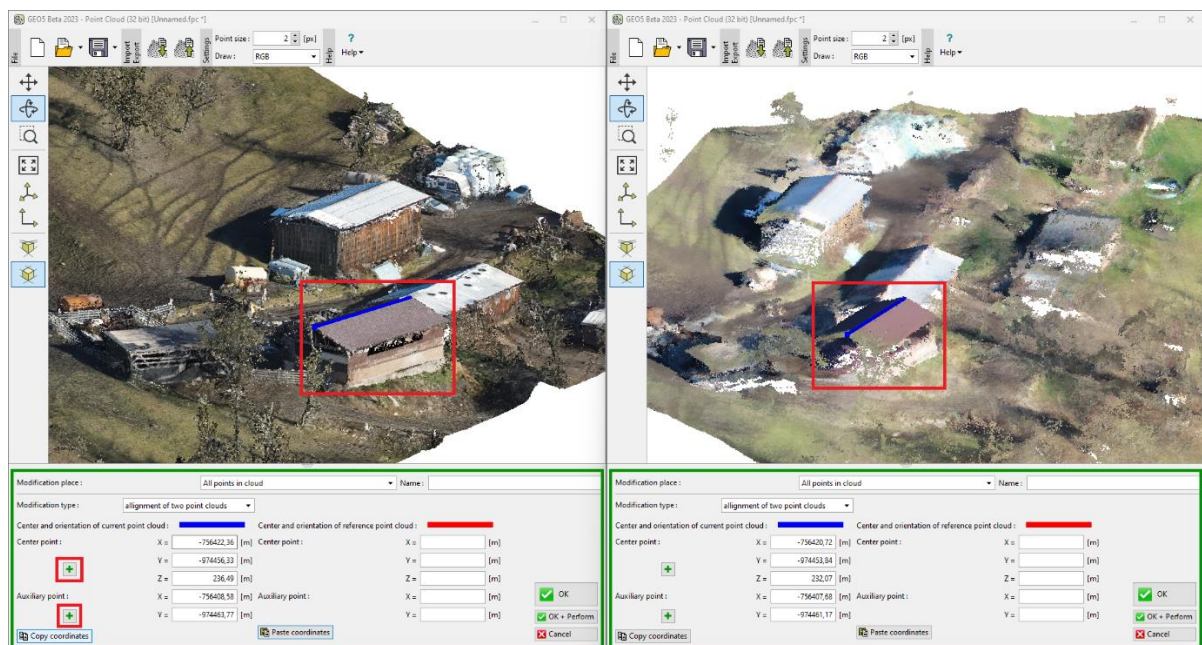 GEO5 Beta 2023 - Point Cloud (32 bit) [Unnamed.fpc *]
File
Import
Export
Settings
Point size : 2 [px]
Draw : RGB
Help
?
Help
Modification place : All points in cloud Name :
Modification type : allignment of two point clouds
Center and orientation of current point cloud : Center and orientation of reference point cloud :
Center point : X = -756422,36 [m] Center point : X = [m]
Y = -974456,33 [m] Y = [m]
Z = 236,49 [m] Z = [m]
Auxiliary point : X = -756408,58 [m] Auxiliary point : X = [m]
Y = -974463,77 [m] Y = [m]
Copy coordinates Paste coordinates
OK
OK + Perform
Cancel
GEO5 Beta 2023 - Point Cloud (32 bit) [Unnamed.fpc *]
File
Import
Export
Settings
Point size : 2 [px]
Draw : RGB
Help
?
Help
Modification place : All points in cloud Name :
Modification type : allignment of two point clouds
Center and orientation of current point cloud : Center and orientation of reference point cloud :
Center point : X = -756420,72 [m] Center point : X = [m]
Y = -974453,84 [m] Y = [m]
Z = 232,07 [m] Z = [m]
Auxiliary point : X = -756407,68 [m] Auxiliary point : X = [m]
Y = -974461,17 [m] Y = [m]
Copy coordinates Paste coordinates
OK
OK + Perform
Cancel